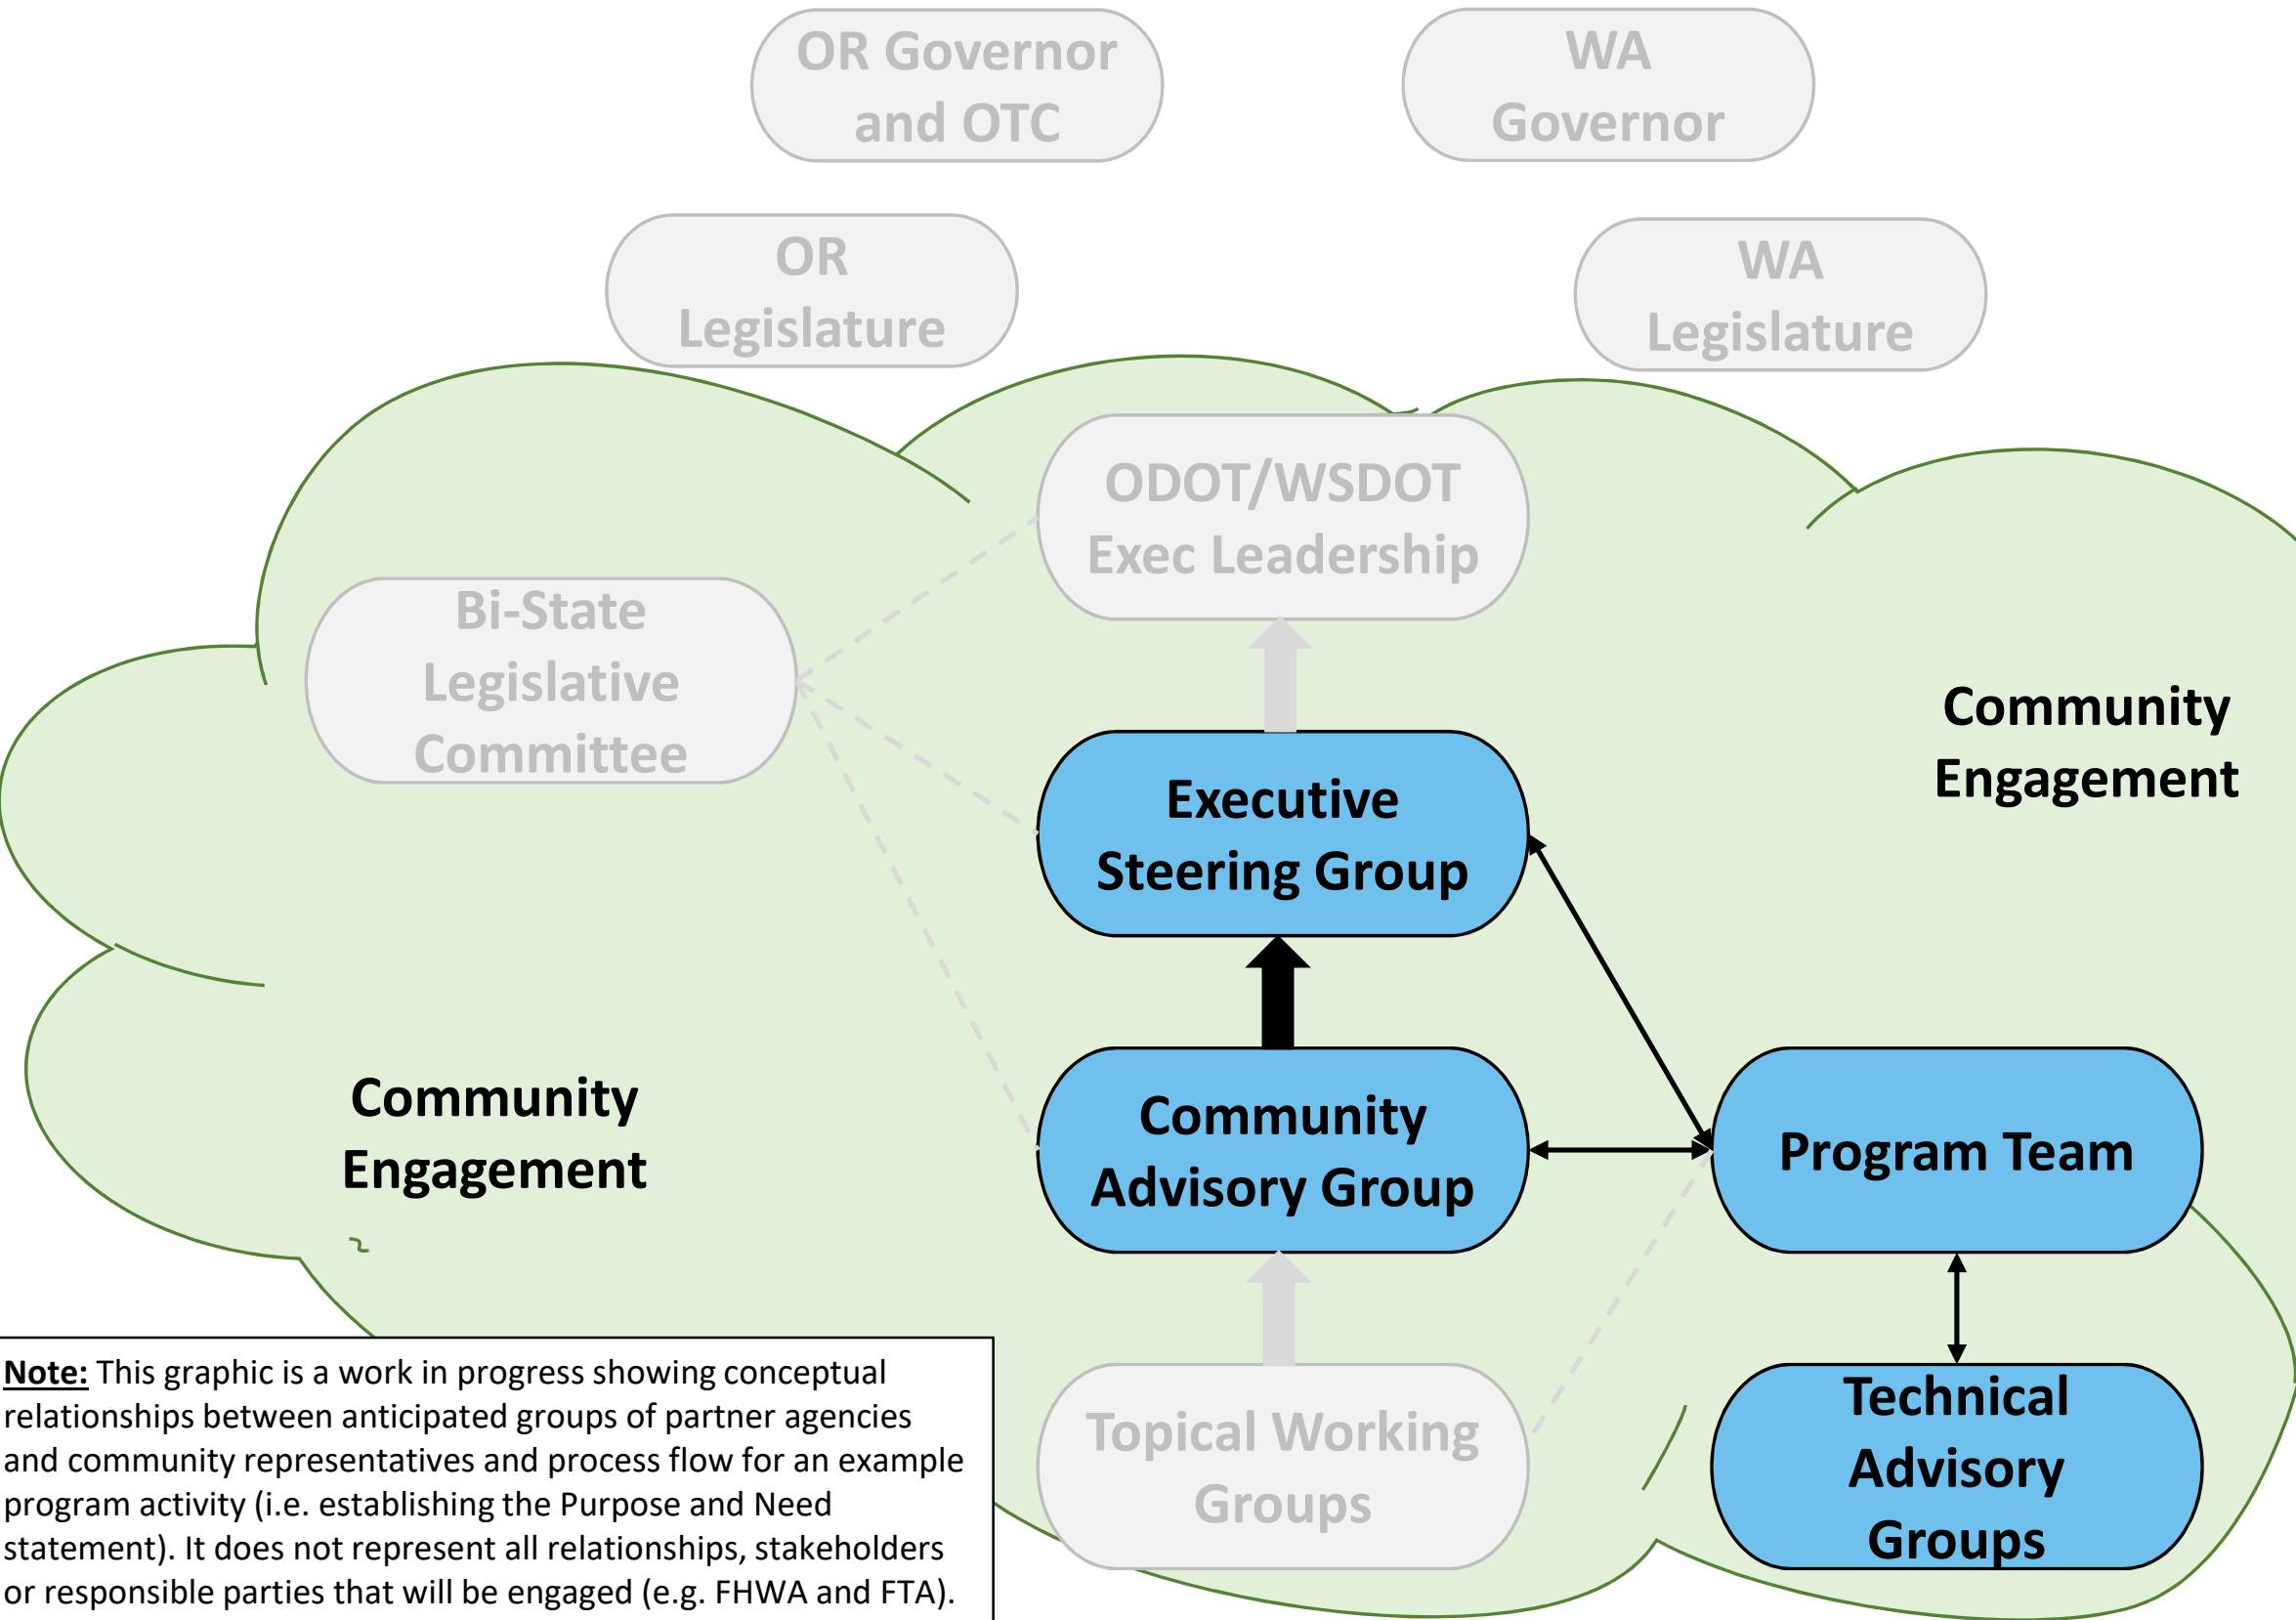 OR Governor
and OTC
WA
Governor
OR
Legislature
WA
Legislature
ODOT/WSDOT
Exec Leadership
Bi-State
Legislative
Committee
Community
Engagement
Executive
Steering Group
Community
Engagement
Community
Advisory Group
Program Team
Topical Working
Groups
Technical
Advisory
Groups
Note: This graphic is a work in progress showing conceptual
relationships between anticipated groups of partner agencies
and community representatives and process flow for an example
program activity (i.e. establishing the Purpose and Need
statement). It does not represent all relationships, stakeholders
or responsible parties that will be engaged (e.g. FHWA and FTA).